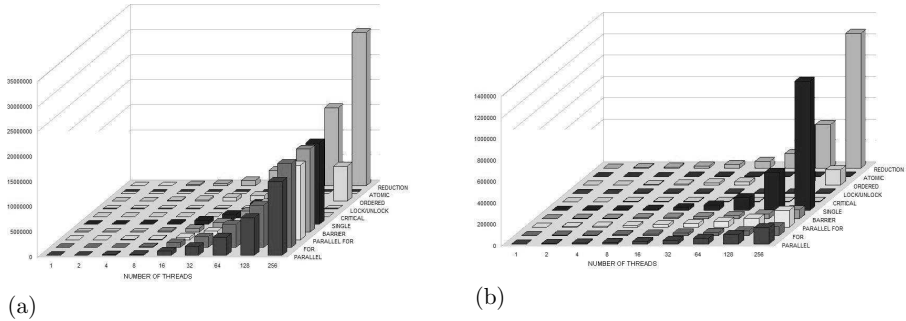 35000000
30000000
25000000
20000000
15000000
10000000
5000000
0
1 2 4 8 16 32 64 128 256
NUMBER OF THREADS
REDUCTION
ATOMIC
ORDERED
LOCK/UNLOCK
CRITICAL
SINGLE
BARRIER
PARALLEL FOR
FOR
PARALLEL
(a)
1400000
1200000
1000000
800000
600000
400000
200000
0
1 2 4 8 16 32 64 128 256
NUMBER OF THREADS
REDUCTION
ATOMIC
ORDERED
LOCK/UNLOCK
CRITICAL
SINGLE
BARRIER
PARALLEL FOR
FOR
PARALLEL
(b)